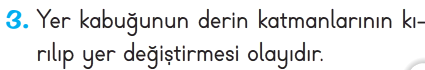 3. Yer kabuğunun derin katmanlarının kı-
rılıp yer değiştirmesi olayıdır.